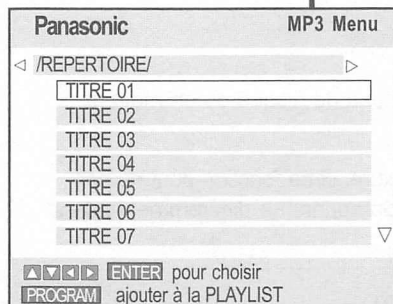 Panasonic MP3 Menu
/REPERTOIRE/
TITRE 01
TITRE 02
TITRE 03
TITRE 04
TITRE 05
TITRE 06
TITRE 07
ENTER pour choisir
PROGRAM ajouter à la PLAYLIST